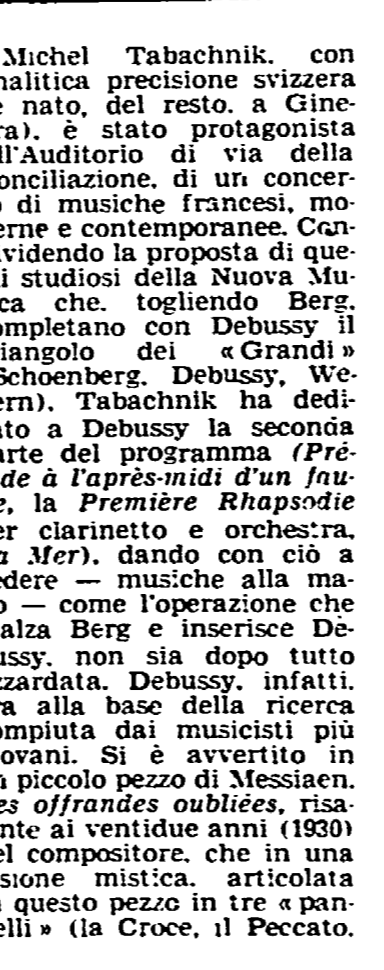 Michel Tabachnik, con
nalitica precisione svizzera
e nato, del resto, a Gine-
ra), è stato protagonista
ll'Auditorio di via della
onciliazione, di un concer-
o di musiche francesi, mo-
erne e contemporanee. Con-
videndo la proposta di que-
i studiosi della Nuova Mu-
ca che, togliendo Berg,
ompletano con Debussy il
iangolo dei «Grandi»
Schoenberg, Debussy, We-
ern), Tabachnik ha dedi-
ato a Debussy la seconda
arte del programma (Pré-
de à l'après-midi d'un fau-
e, la Première Rhapsodie
er clarinetto e orchestra,
a Mer), dando con ciò a
edere — musiche alla ma-
o — come l'operazione che
alza Berg e inserisce De-
ussy, non sia dopo tutto
zzardata. Debussy, infatti,
ra alla base della ricerca
ompiuta dai musicisti più
ovani. Si è avvertito in
n piccolo pezzo di Messiaen,
es offrandes oubliées, risa-
nte ai ventidue anni (1930)
el compositore, che in una
sione mistica, articolata
n questo pezzo in tre «pan-
elli» (la Croce, il Peccato,